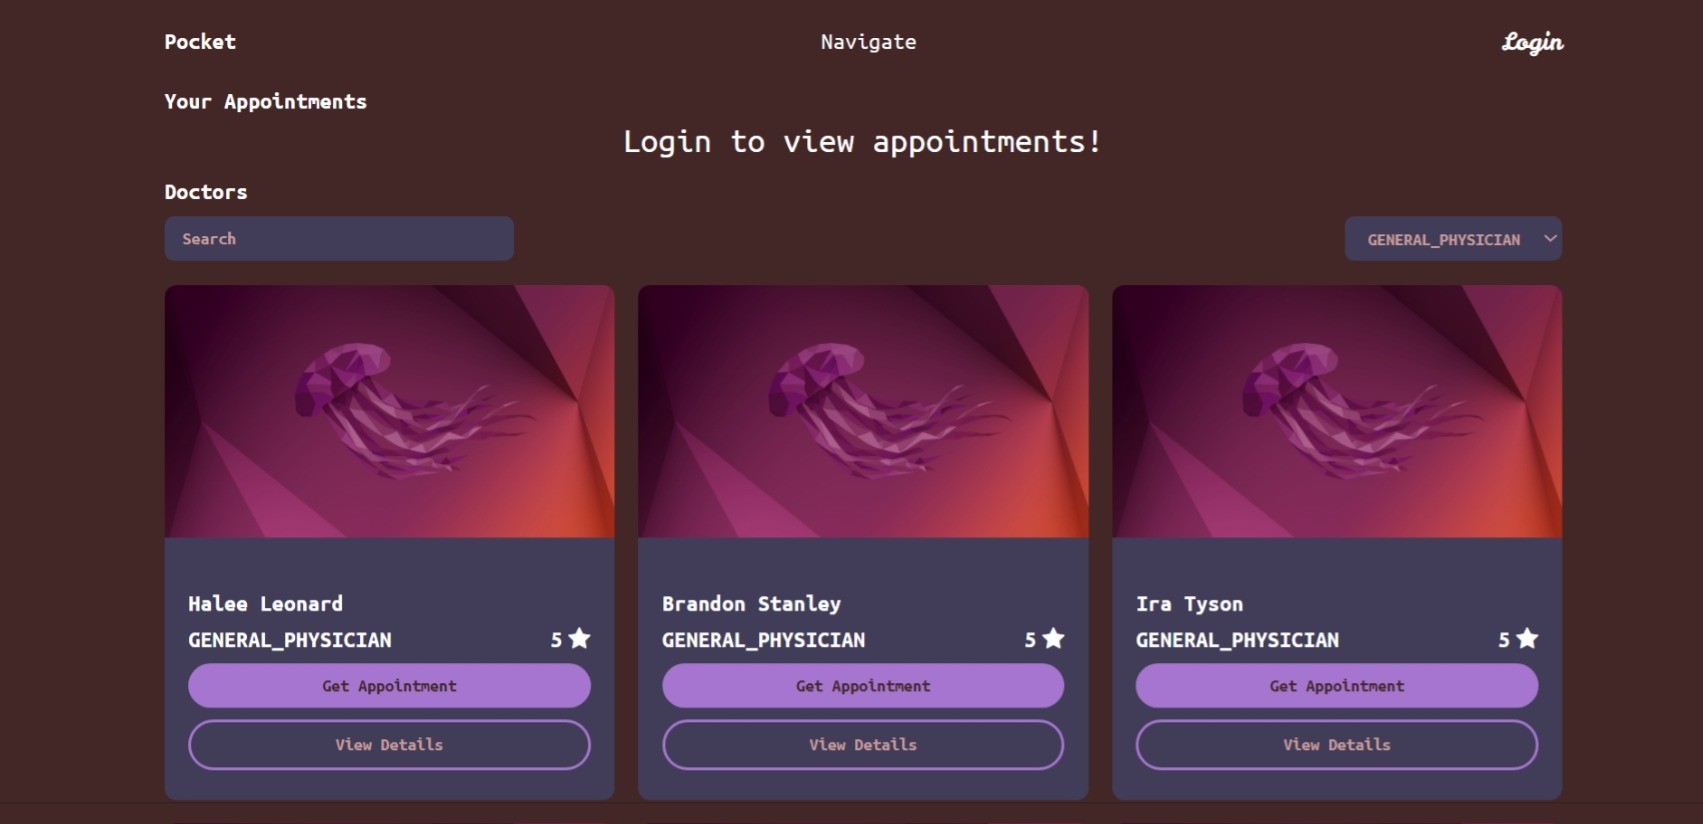 Pocket Navigate Login
Your Appointments
Login to view appointments!
Doctors
Search GENERAL_PHYSICIAN
Halee Leonard
GENERAL_PHYSICIAN 5
Get Appointment
View Details
Brandon Stanley
GENERAL_PHYSICIAN 5
Get Appointment
View Details
Ira Tyson
GENERAL_PHYSICIAN 5
Get Appointment
View Details